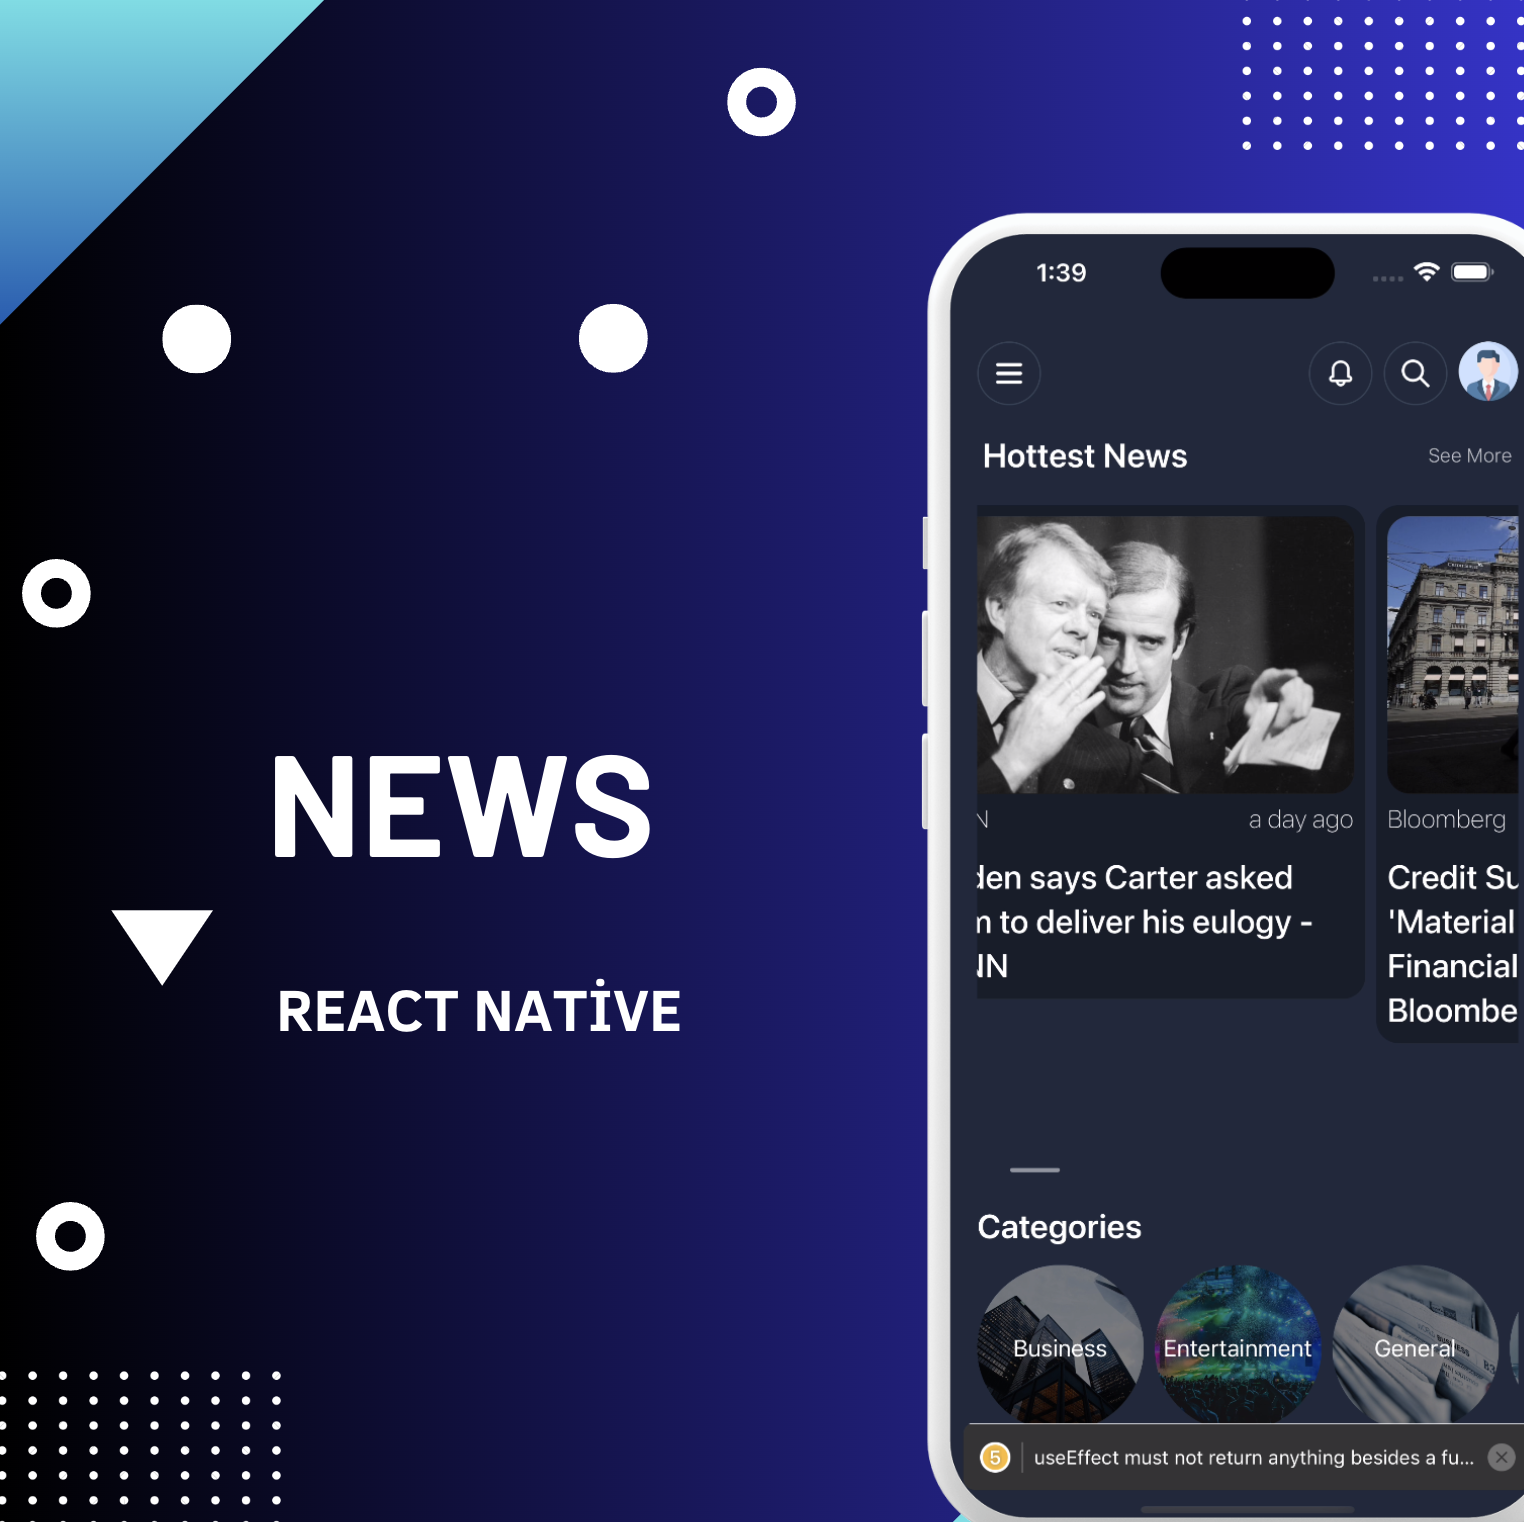 NEWS
REACT NATİVE
1:39
Hottest News
See More
N
a day ago
den says Carter asked
m to deliver his eulogy -
NN
Bloomberg
Credit Su
'Material
Financial
Bloombe
Categories
Business
Entertainment
General
5
useEffect must not return anything besides a fu...